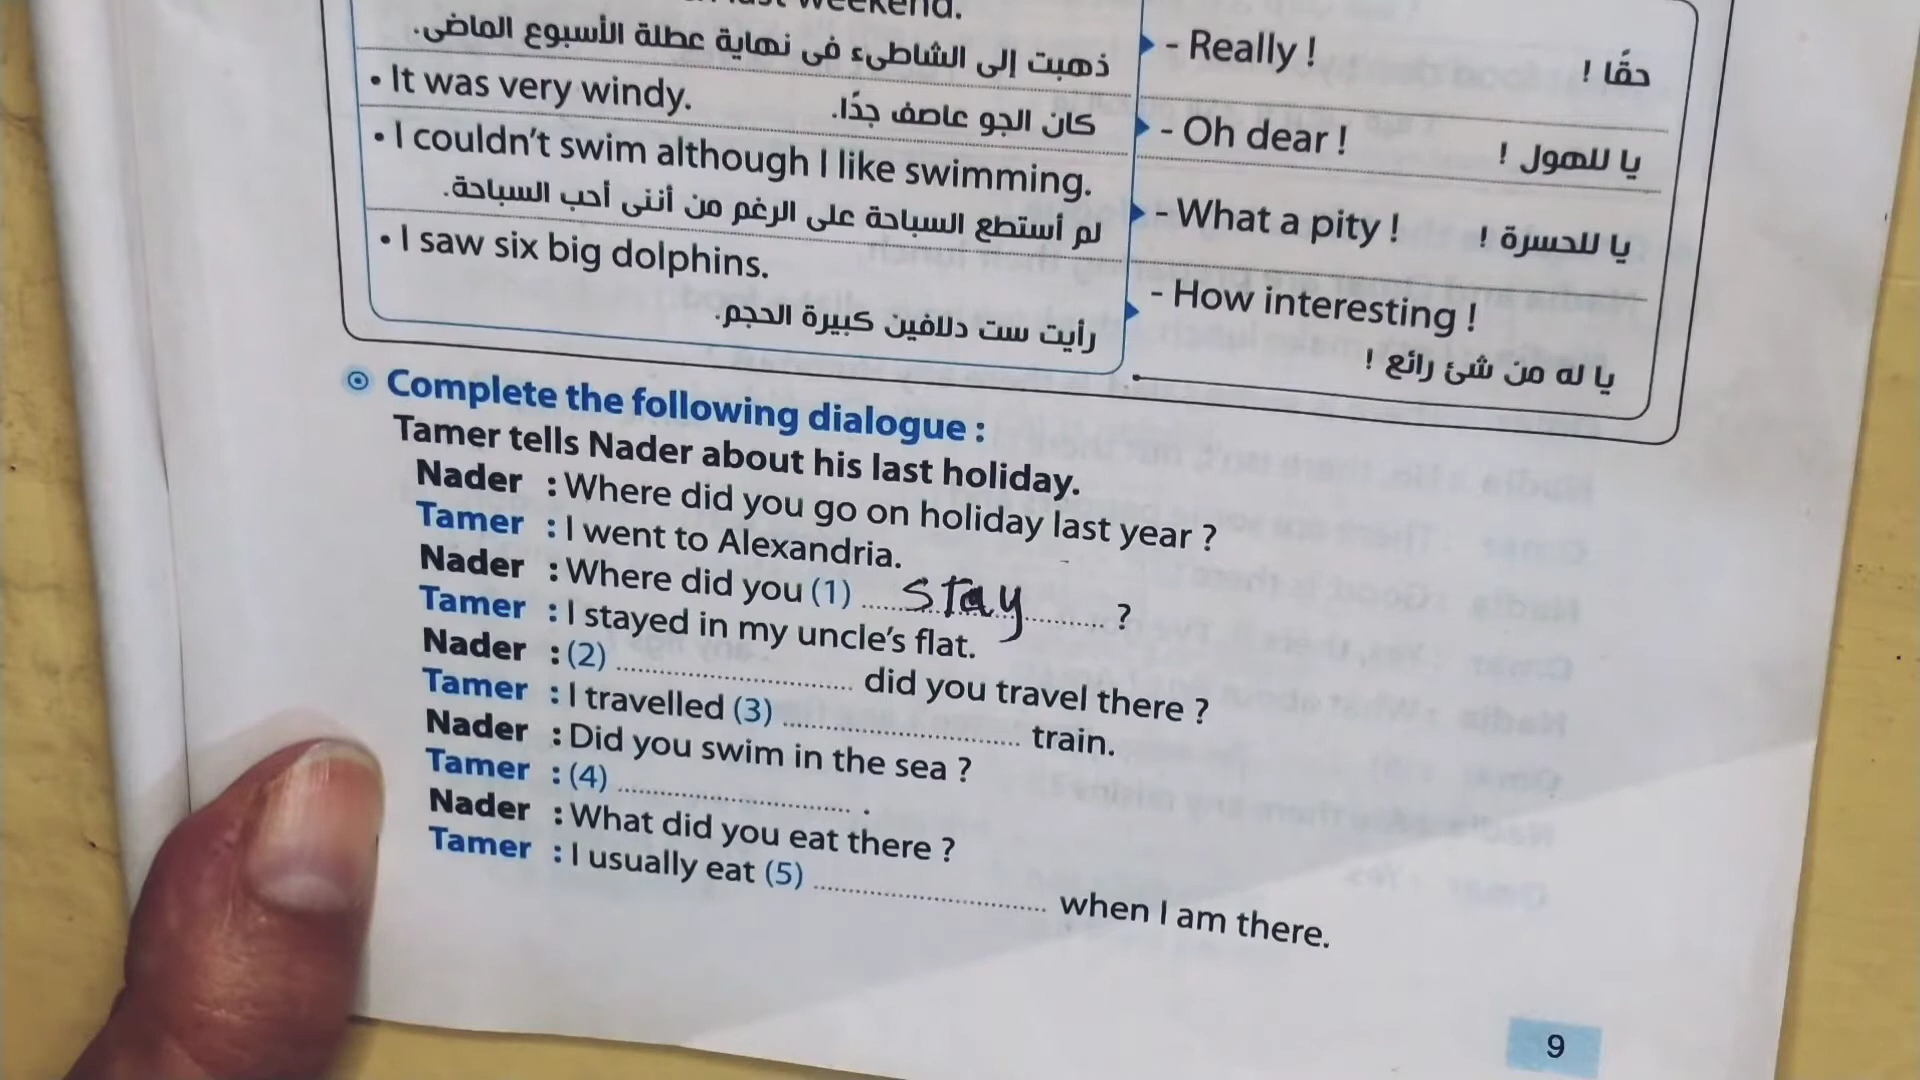 weekend.
ذهبت إلى الشاطىء فى نهاية عطلة الأسبوع الماضى.
- Really ! حقًا !
• It was very windy. كان الجو عاصف جدًا.
- Oh dear ! يا للهول !
• I couldn't swim although I like swimming.
لم أستطع السباحة على الرغم من أننى أحب السباحة.
- What a pity ! يا للحسرة !
• I saw six big dolphins.
رأيت ست دلافين كبيرة الحجم.
- How interesting !
يا له من شئ رائع !
Complete the following dialogue :
Tamer tells Nader about his last holiday.
Nader : Where did you go on holiday last year ?
Tamer : I went to Alexandria.
Nader : Where did you (1) ..... stay ..... ?
Tamer : I stayed in my uncle's flat.
Nader : (2) .............................. did you travel there ?
Tamer : I travelled (3) .............................. train.
Nader : Did you swim in the sea ?
Tamer : (4) .............................. .
Nader : What did you eat there ?
Tamer : I usually eat (5) .............................. when I am there.
9